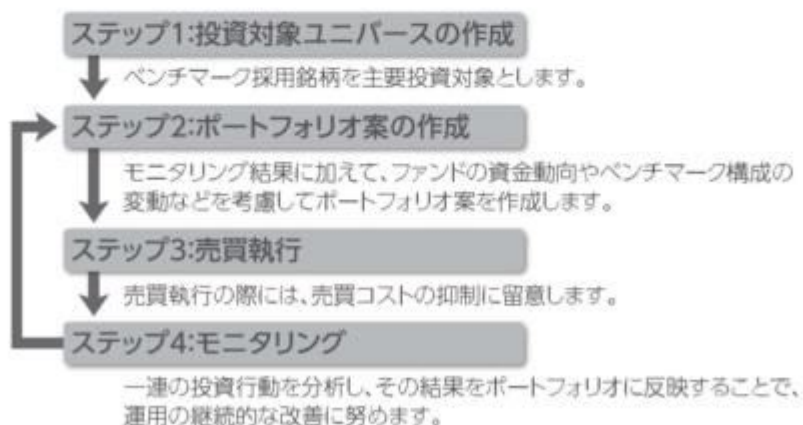 ステップ1:投資対象ユニバースの作成
ベンチマーク採用銘柄を主要投資対象とします。
ステップ2:ポートフォリオ案の作成
モニタリング結果に加えて、ファンドの資金動向やベンチマーク構成の
変動などを考慮してポートフォリオ案を作成します。
ステップ3:売買執行
売買執行の際には、売買コストの抑制に留意します。
ステップ4:モニタリング
一連の投資行動を分析し、その結果をポートフォリオに反映することで、
運用の継続的な改善に努めます。